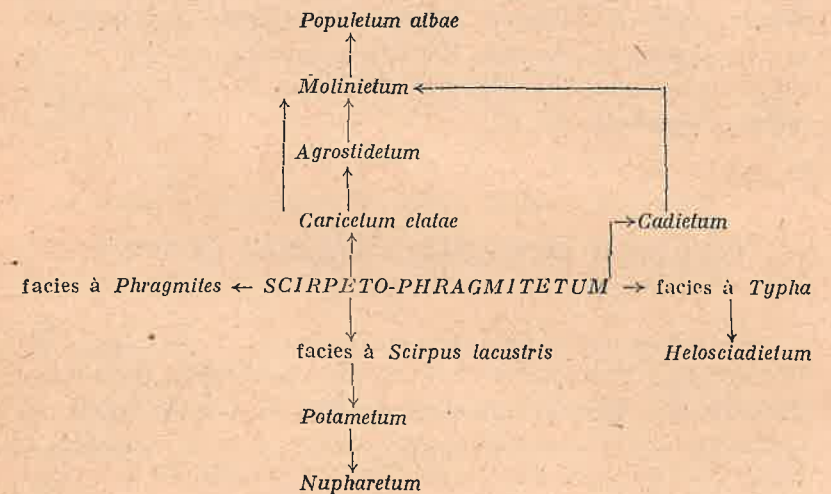 Populetum albae
Molinietum
Agrostidetum
Caricetum elatae
Cadietum
facies à Phragmites ← SCIRPETO-PHRAGMITETUM → facies à Typha
facies à Scirpus lacustris
Helosciadietum
Potametum
Nupharetum